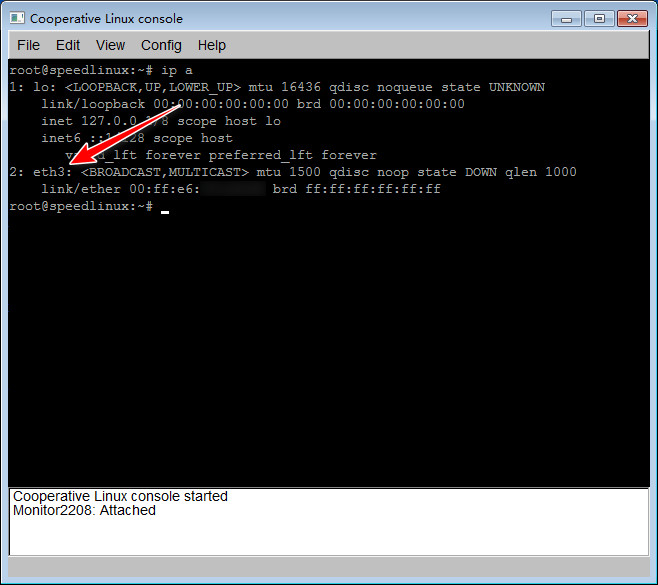 Cooperative Linux console
File Edit View Config Help
root@speedlinux:~# ip a
1: lo: <LOOPBACK,UP,LOWER_UP> mtu 16436 qdisc noqueue state UNKNOWN
link/loopback 00:00:00:00:00:00 brd 00:00:00:00:00:00
inet 127.0.0.1/8 scope host lo
inet6 ::1/128 scope host
valid_lft forever preferred_lft forever
2: eth3: <BROADCAST,MULTICAST> mtu 1500 qdisc noop state DOWN qlen 1000
link/ether 00:ff:e6: brd ff:ff:ff:ff:ff:ff
root@speedlinux:~#
Cooperative Linux console started
Monitor2208: Attached